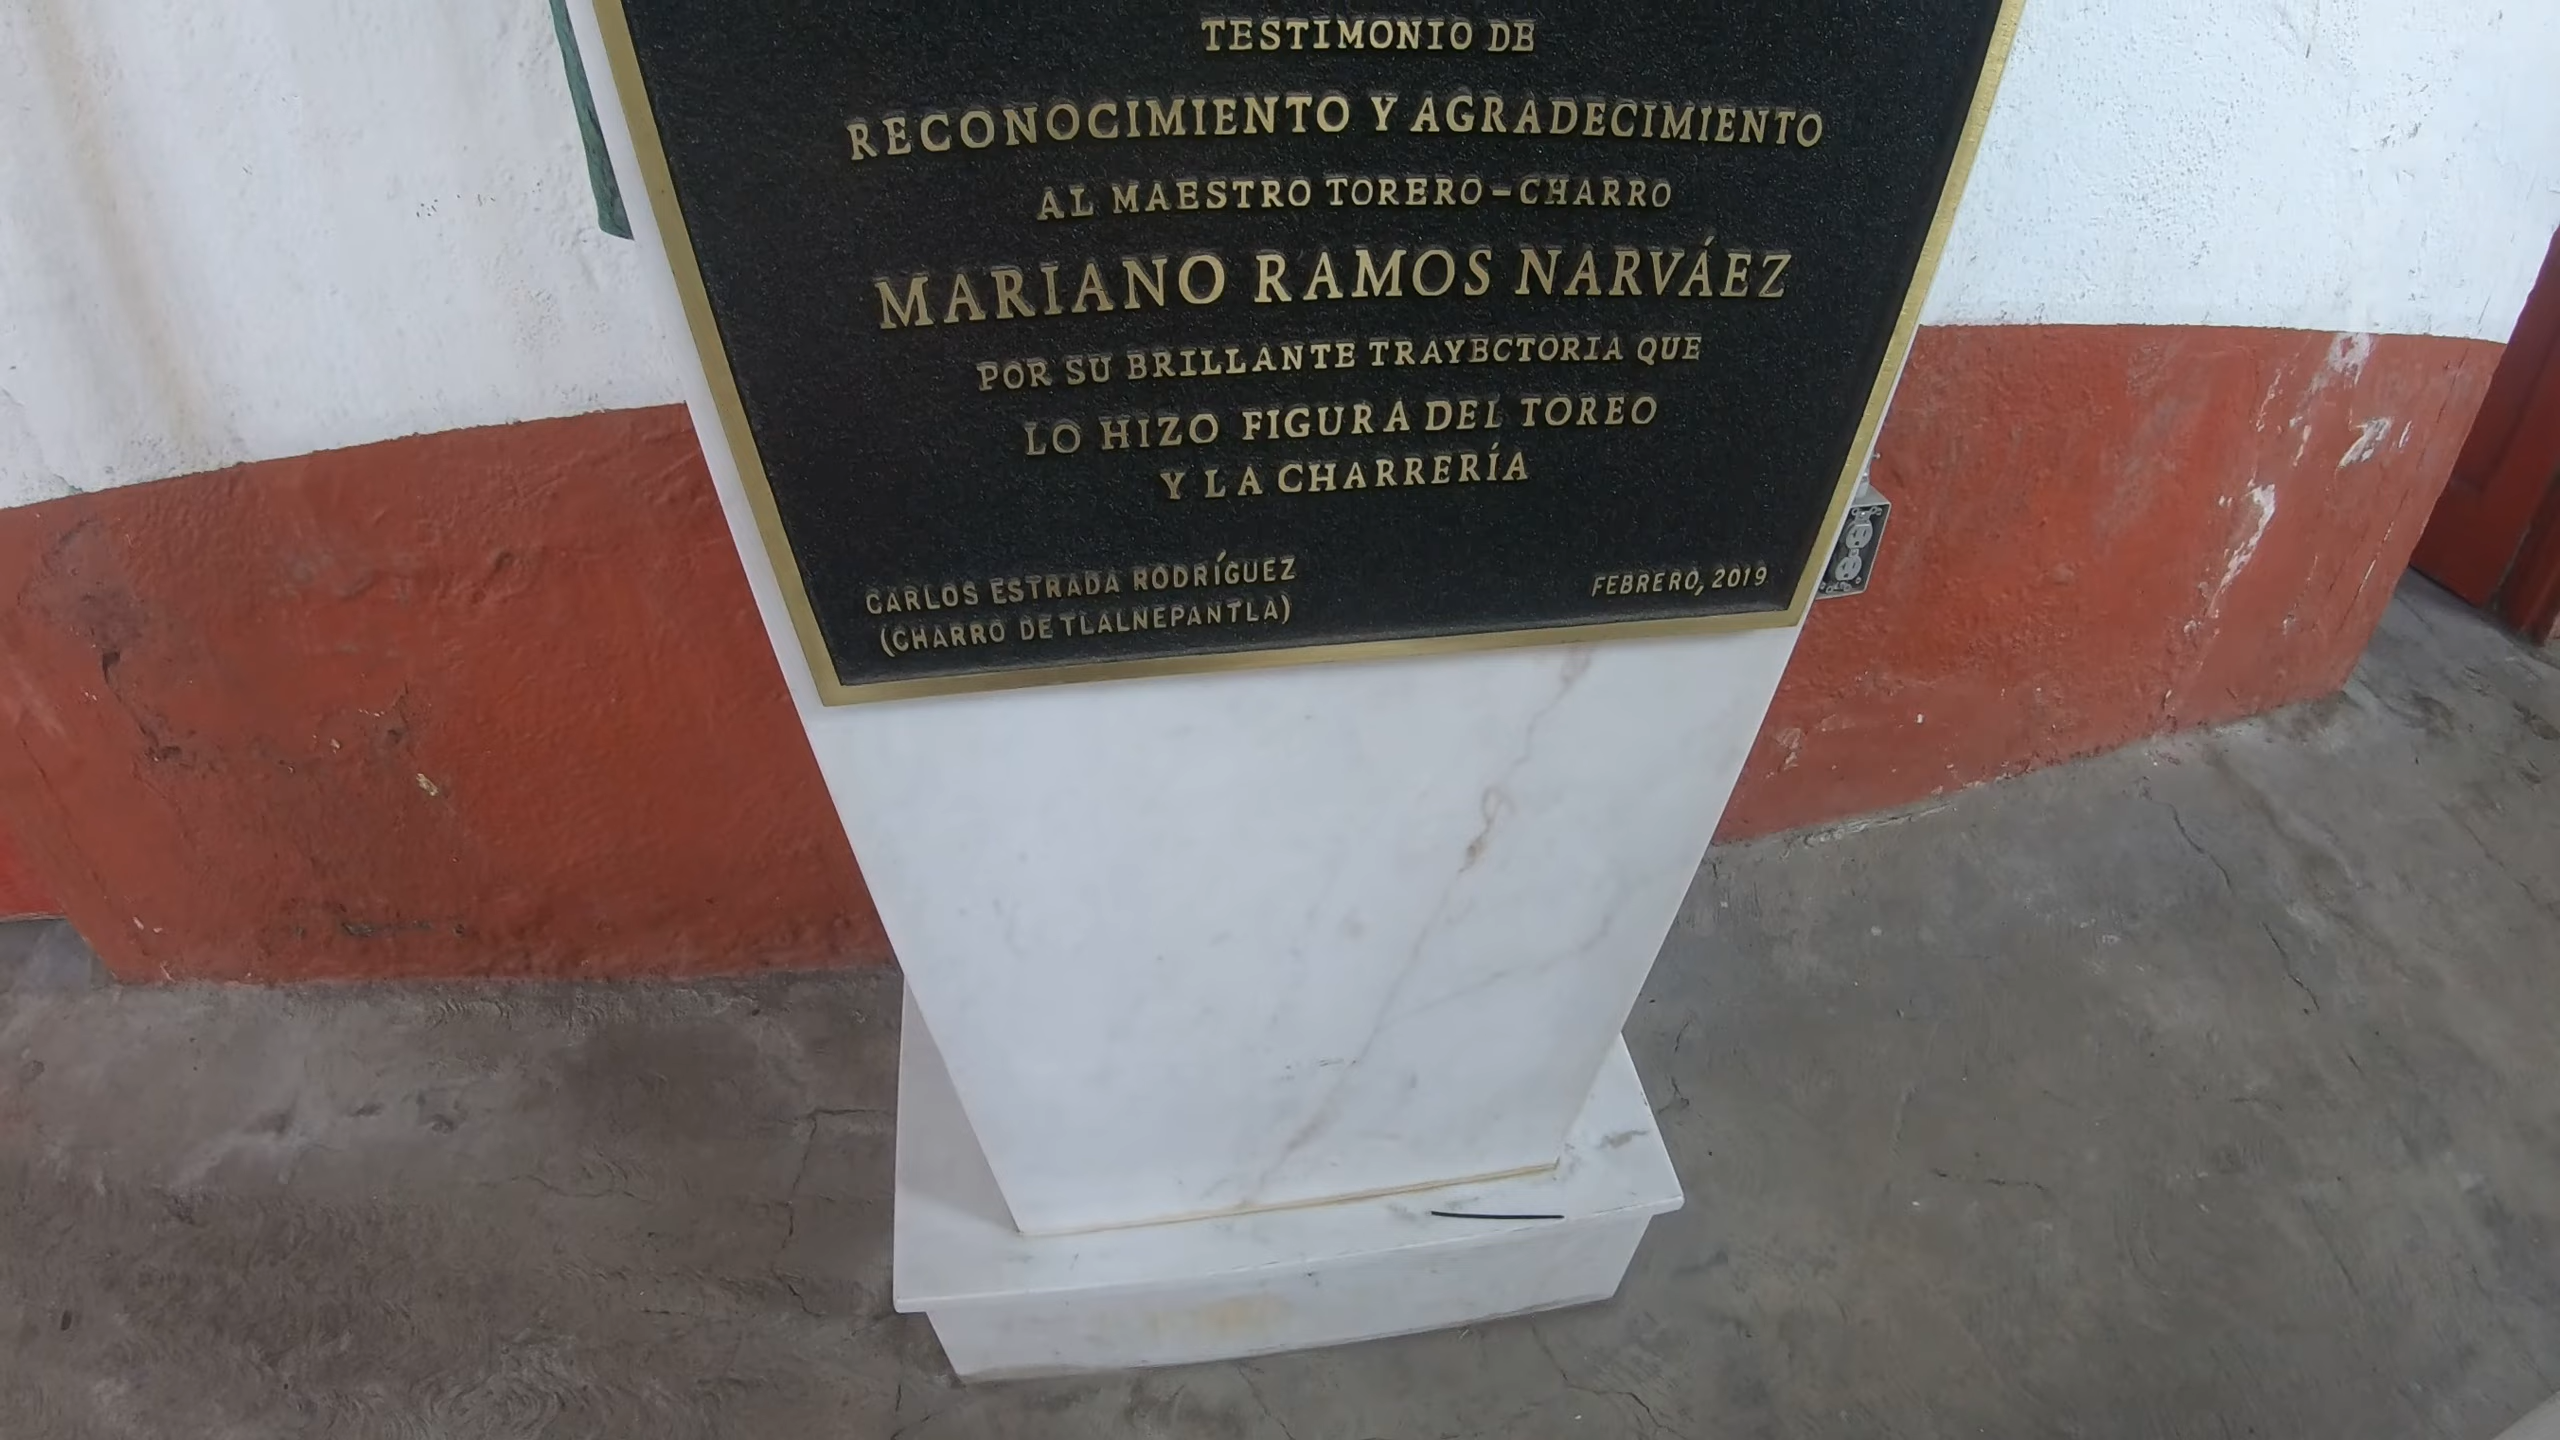 TESTIMONIO DE
RECONOCIMIENTO Y AGRADECIMIENTO
AL MAESTRO TORERO-CHARRO
MARIANO RAMOS NARVÁEZ
POR SU BRILLANTE TRAYECTORIA QUE
LO HIZO FIGURA DEL TOREO
Y LA CHARRERÍA
CARLOS ESTRADA RODRÍGUEZ
(CHARRO DE TLALNEPANTLA)
FEBRERO, 2019